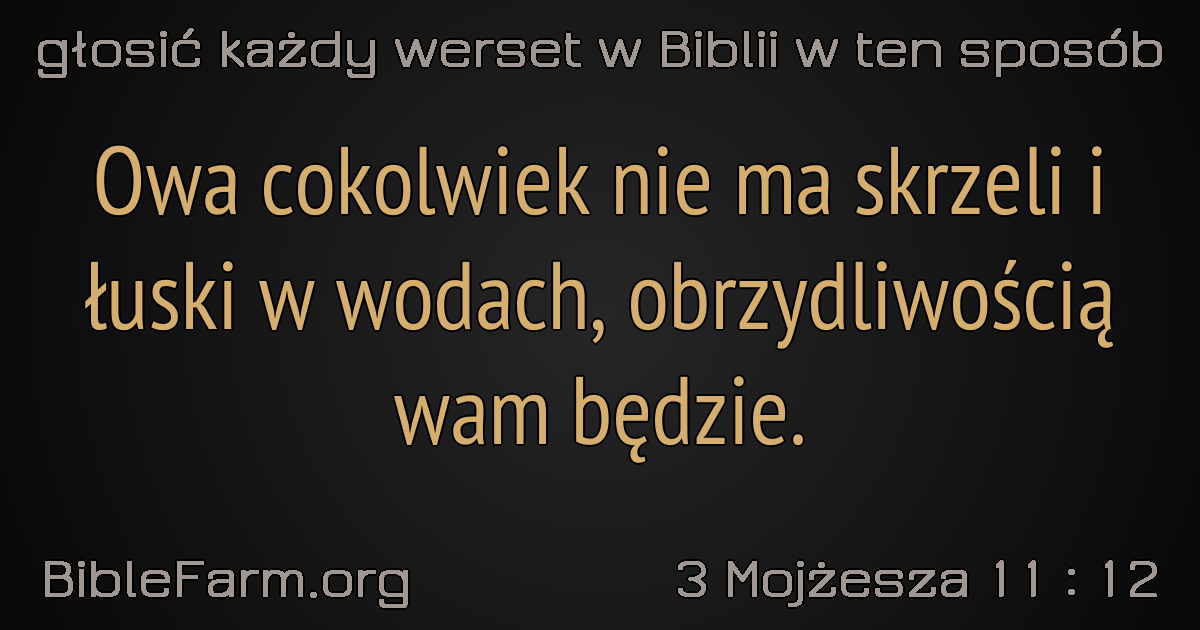 głosić każdy werset w Biblii w ten sposób
Owa cokolwiek nie ma skrzeli i
łuski w wodach, obrzydliwością
wam będzie.
BibleFarm.org
3 Mojżesza 11 : 12